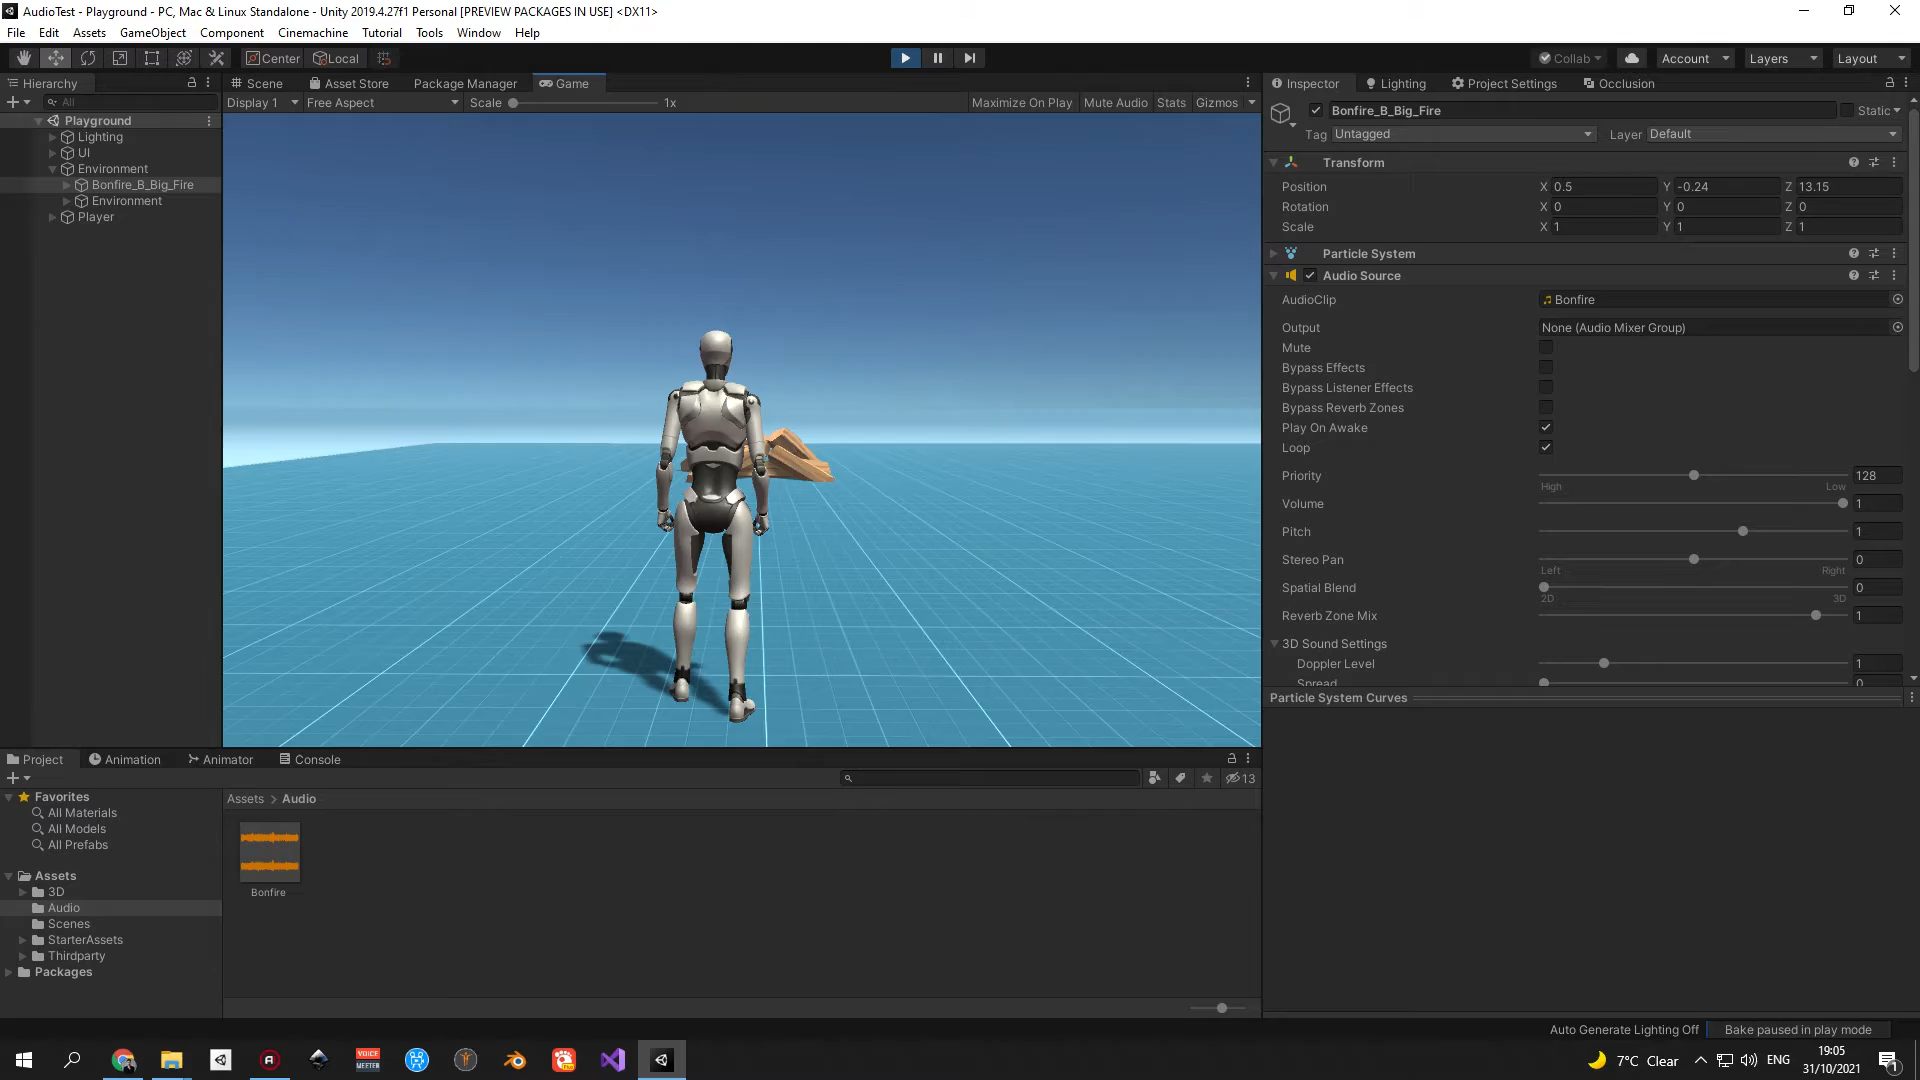 AudioTest - Playground - PC, Mac & Linux Standalone - Unity 2019.4.27f1 Personal [PREVIEW PACKAGES IN USE] <DX11>
File Edit Assets GameObject Component Cinemachine Tutorial Tools Window Help
Center Local Collab Account Layers Layout
Hierarchy
All
Playground
Lighting
UI
Environment
Bonfire_B_Big_Fire
Environment
Player
Scene Asset Store Package Manager Game
Display 1 Free Aspect Scale 1x Maximize On Play Mute Audio Stats Gizmos
Inspector Lighting Project Settings Occlusion
Bonfire_B_Big_Fire Static
Tag Untagged Layer Default
Transform
Position X 0.5 Y -0.24 Z 13.15
Rotation X 0 Y 0 Z 0
Scale X 1 Y 1 Z 1
Particle System
Audio Source
AudioClip Bonfire
Output None (Audio Mixer Group)
Mute
Bypass Effects
Bypass Listener Effects
Bypass Reverb Zones
Play On Awake
Loop
Priority 128
High Low
Volume 1
Pitch 1
Stereo Pan 0
Left Right
Spatial Blend 0
2D 3D
Reverb Zone Mix 1
3D Sound Settings
Doppler Level 1
Spread 0
Particle System Curves
Project Animation Animator Console
13
Favorites
All Materials
All Models
All Prefabs
Assets
3D
Audio
Scenes
StarterAssets
Thirdparty
Packages
Assets > Audio
Bonfire
Auto Generate Lighting Off Bake paused in play mode
VOICE
MEETER
7°C Clear ENG
19:05
31/10/2021
1